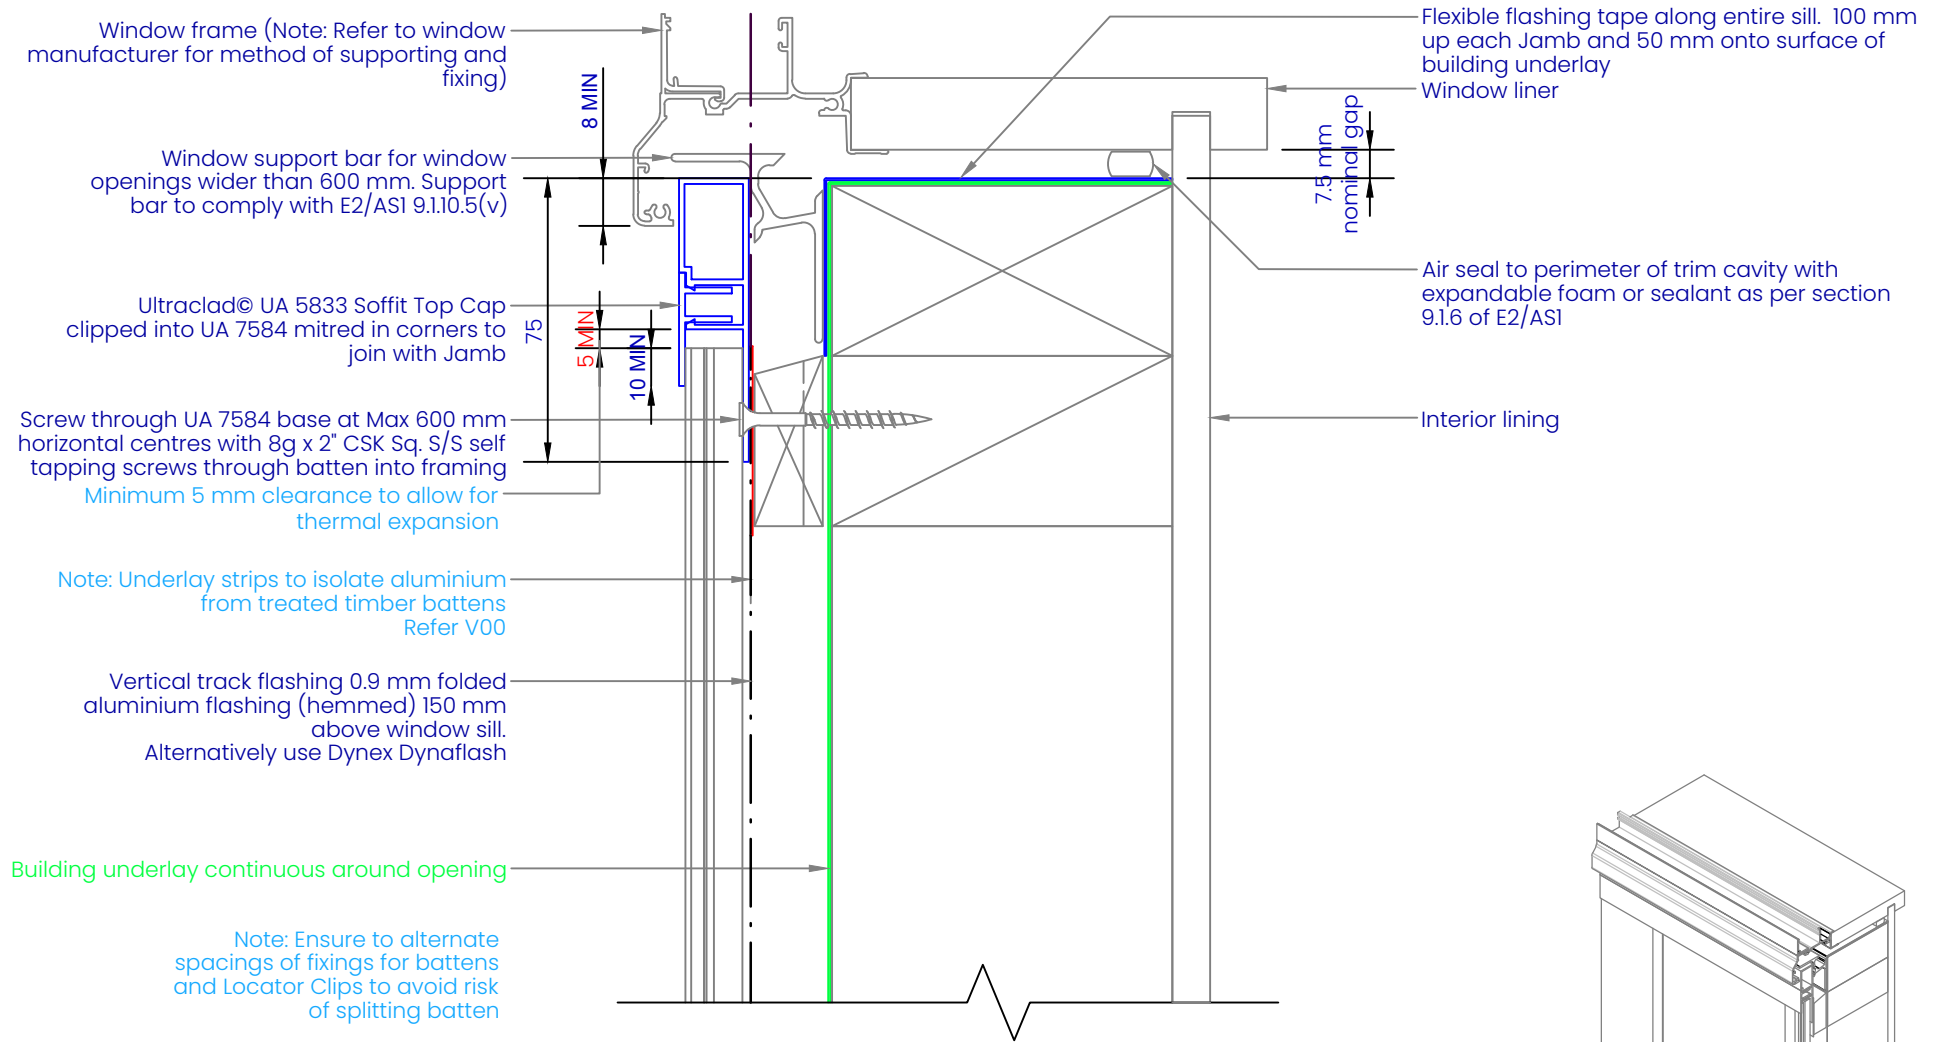 Window frame (Note: Refer to window
manufacturer for method of supporting and
fixing)
Window support bar for window
openings wider than 600 mm. Support
bar to comply with E2/AS1 9.1.10.5(v)
Ultraclad© UA 5833 Soffit Top Cap
clipped into UA 7584 mitred in corners to
join with Jamb
Screw through UA 7584 base at Max 600 mm
horizontal centres with 8g x 2" CSK Sq. S/S self
tapping screws through batten into framing
Minimum 5 mm clearance to allow for
thermal expansion
Note: Underlay strips to isolate aluminium
from treated timber battens
Refer V00
Vertical track flashing 0.9 mm folded
aluminium flashing (hemmed) 150 mm
above window sill.
Alternatively use Dynex Dynaflash
Building underlay continuous around opening
Note: Ensure to alternate
spacings of fixings for battens
and Locator Clips to avoid risk
of splitting batten
8 MIN
75
5 MIN
10 MIN
Flexible flashing tape along entire sill. 100 mm
up each Jamb and 50 mm onto surface of
building underlay
Window liner
7.5 mm
nominal gap
Air seal to perimeter of trim cavity with
expandable foam or sealant as per section
9.1.6 of E2/AS1
Interior lining